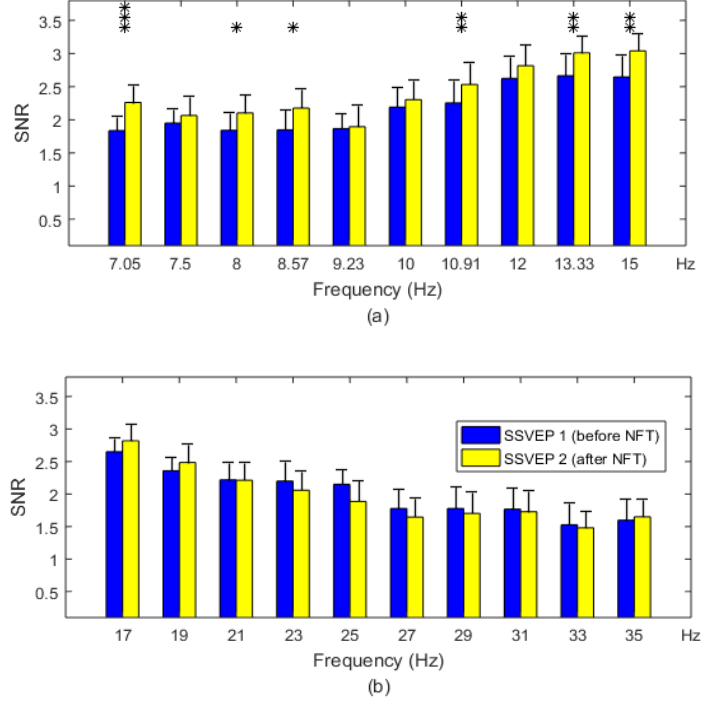 3.5
3
2.5
2
1.5
1
0.5
SNR
7.05 7.5 8 8.57 9.23 10 10.91 12 13.33 15 Hz
Frequency (Hz)
(a)
3.5
3
2.5
2
1.5
1
0.5
SNR
SSVEP 1 (before NFT)
SSVEP 2 (after NFT)
17 19 21 23 25 27 29 31 33 35 Hz
Frequency (Hz)
(b)